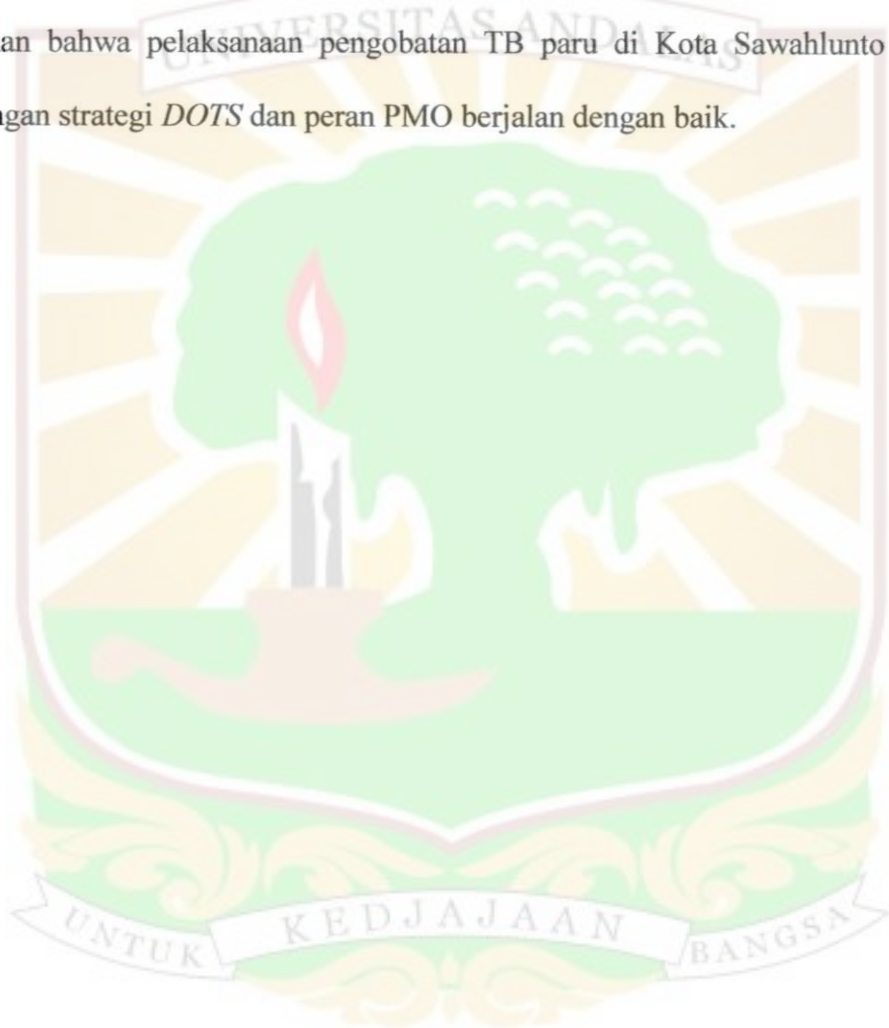 UNIVERSITAS ANDALAS
an bahwa pelaksanaan pengobatan TB paru di Kota Sawahlunto
ngan strategi DOTS dan peran PMO berjalan dengan baik.
UNTUK KEDJAJAAN BANGSA